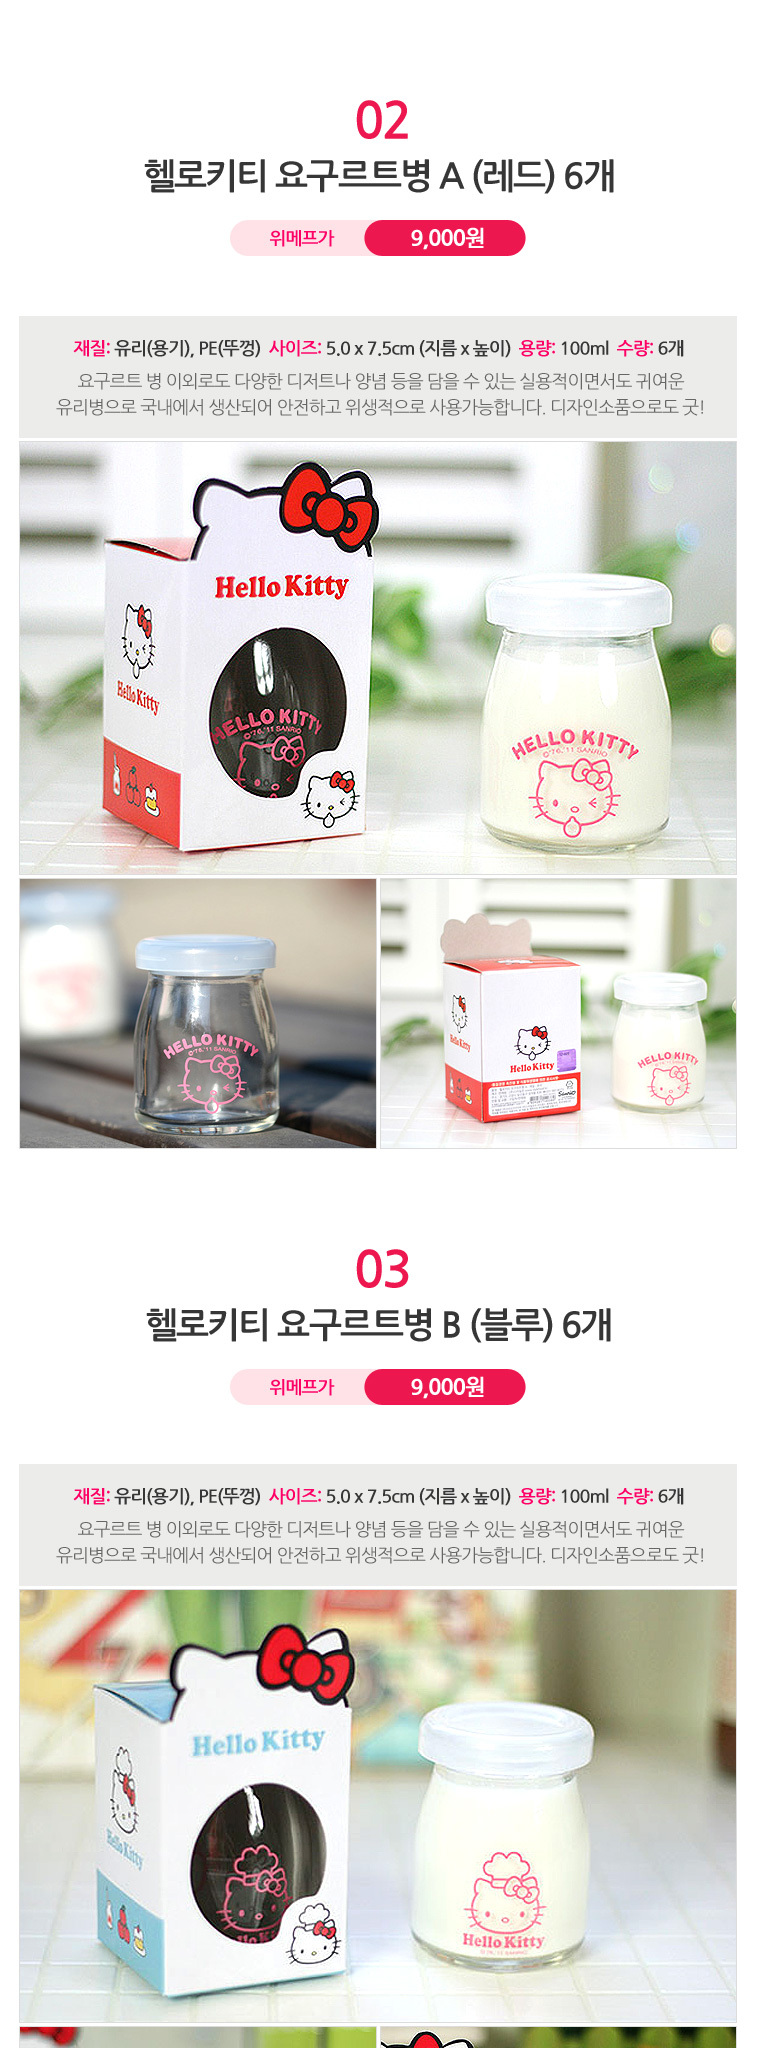 02
헬로키티 요구르트병 A (레드) 6개
위메프가 9,000원
재질: 유리(용기), PE(뚜껑) 사이즈: 5.0 x 7.5cm (지름 x 높이) 용량: 100ml 수량: 6개
요구르트 병 이외로도 다양한 디저트나 양념 등을 담을 수 있는 실용적이면서도 귀여운
유리병으로 국내에서 생산되어 안전하고 위생적으로 사용가능합니다. 디자인소품으로도 굿!
Hello Kitty
Hello Kitty
HELLO KITTY
©'76,'11 SANRIO
HELLO KITTY
©'76,'11 SANRIO
HELLO KITTY
©'76,'11 SANRIO
Hello Kitty
Hello Kitty
HELLO KITTY
03
헬로키티 요구르트병 B (블루) 6개
위메프가 9,000원
재질: 유리(용기), PE(뚜껑) 사이즈: 5.0 x 7.5cm (지름 x 높이) 용량: 100ml 수량: 6개
요구르트 병 이외로도 다양한 디저트나 양념 등을 담을 수 있는 실용적이면서도 귀여운
유리병으로 국내에서 생산되어 안전하고 위생적으로 사용가능합니다. 디자인소품으로도 굿!
Hello Kitty
Hello Kitty
Hello Kitty
©'76,'11 SANRIO